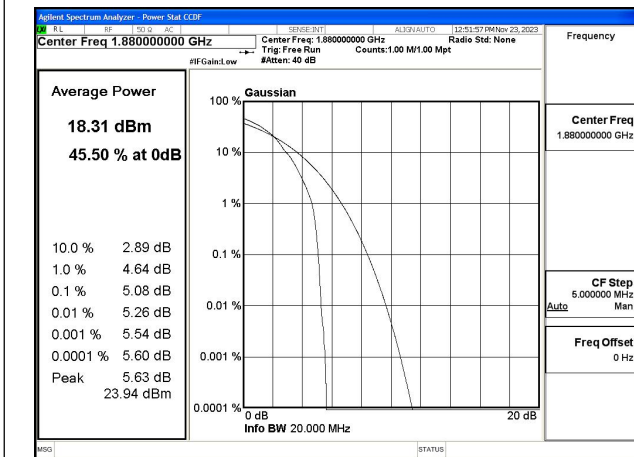 Agilent Spectrum Analyzer - Power Stat CCDF
RL RF 50 Ω AC SENSE:INT ALIGN AUTO 12:51:57 PM Nov 23, 2023
Center Freq 1.880000000 GHz
Center Freq: 1.880000000 GHz Radio Std: None
Trig: Free Run Counts:1.00 M/1.00 Mpt
#IFGain:Low #Atten: 40 dB
Frequency
Average Power
18.31 dBm
45.50 % at 0dB
10.0 % 2.89 dB
1.0 % 4.64 dB
0.1 % 5.08 dB
0.01 % 5.26 dB
0.001 % 5.54 dB
0.0001 % 5.60 dB
Peak 5.63 dB
23.94 dBm
Gaussian
100 %
10 %
1 %
0.1 %
0.01 %
0.001 %
0.0001 %
0 dB 20 dB
Info BW 20.000 MHz
Center Freq
1.880000000 GHz
CF Step
5.000000 MHz
Auto Man
Freq Offset
0 Hz
MSG STATUS